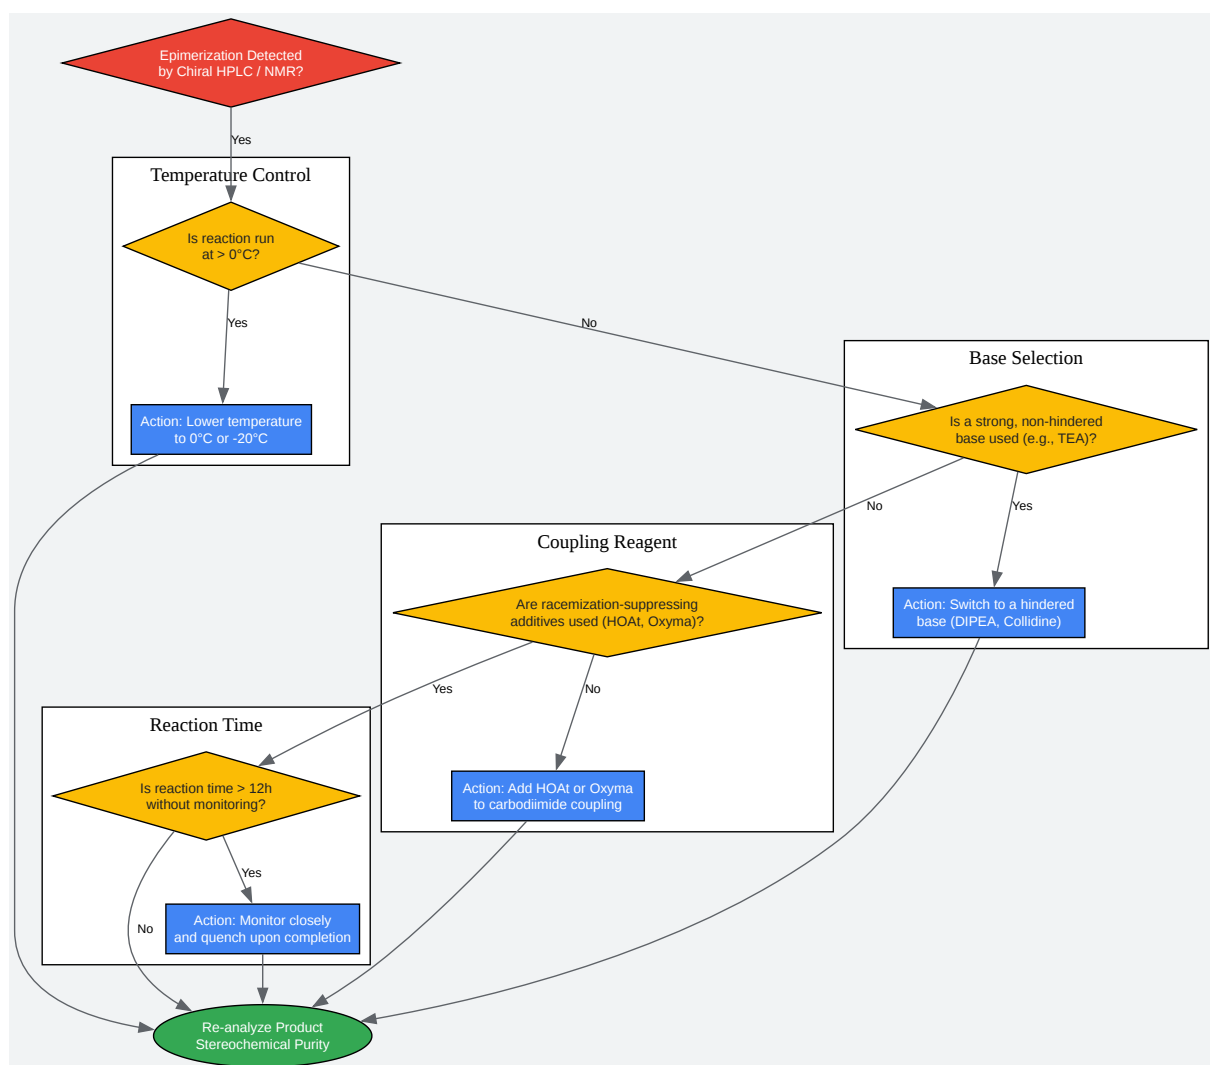 Epimerization Detected
by Chiral HPLC / NMR?
Yes
Temperature Control
Is reaction run
at > 0°C?
Yes
No
Action: Lower temperature
to 0°C or -20°C
Base Selection
Is a strong, non-hindered
base used (e.g., TEA)?
No
Yes
Action: Switch to a hindered
base (DIPEA, Collidine)
Coupling Reagent
Are racemization-suppressing
additives used (HOAt, Oxyma)?
Yes
No
Action: Add HOAt or Oxyma
to carbodiimide coupling
Reaction Time
Is reaction time > 12h
without monitoring?
Yes
No
Action: Monitor closely
and quench upon completion
Re-analyze Product
Stereochemical Purity